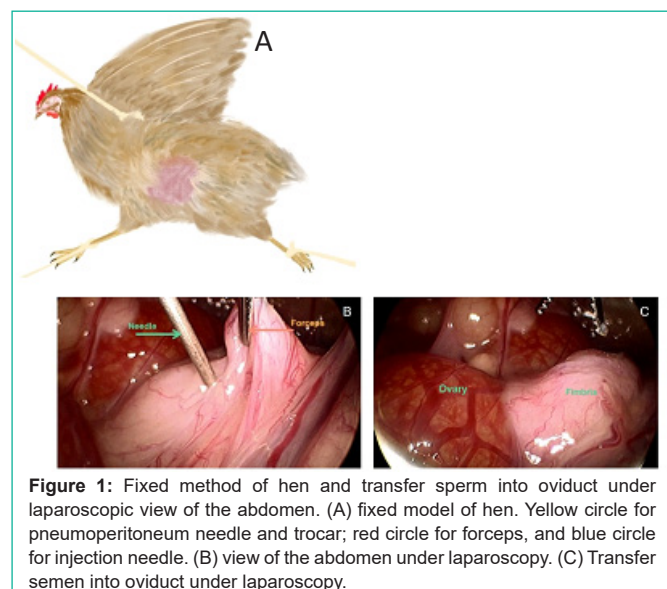 A
Needle
Forceps
B
C
Ovary
Fimbria
Figure 1: Fixed method of hen and transfer sperm into oviduct under
laparoscopic view of the abdomen. (A) fixed model of hen. Yellow circle for
pneumoperitoneum needle and trocar; red circle for forceps, and blue circle
for injection needle. (B) view of the abdomen under laparoscopy. (C) Transfer
semen into oviduct under laparoscopy.